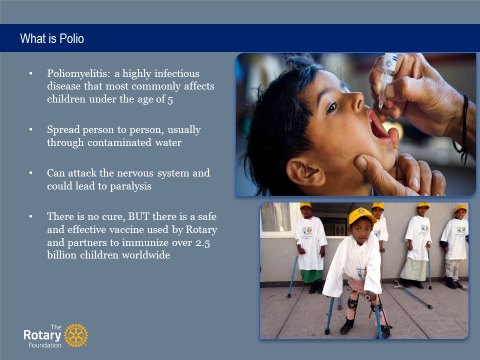 What is Polio
• Poliomyelitis: a highly infectious
disease that most commonly affects
children under the age of 5
• Spread person to person, usually
through contaminated water
• Can attack the nervous system and
could lead to paralysis
• There is no cure, BUT there is a safe
and effective vaccine used by Rotary
and partners to immunize over 2.5
billion children worldwide
The
Rotary
Foundation